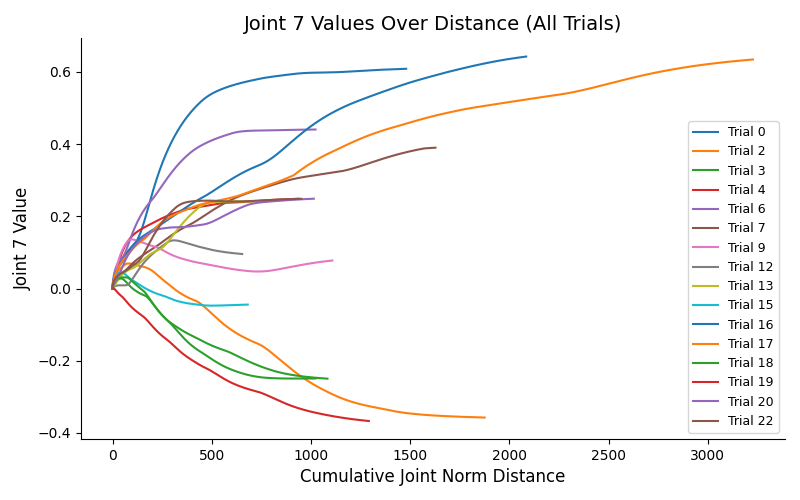 Joint 7 Values Over Distance (All Trials)
Joint 7 Value
0.6
0.4
0.2
0.0
−0.2
−0.4
0
500
1000
1500
2000
2500
3000
Cumulative Joint Norm Distance
Trial 0
Trial 2
Trial 3
Trial 4
Trial 6
Trial 7
Trial 9
Trial 12
Trial 13
Trial 15
Trial 16
Trial 17
Trial 18
Trial 19
Trial 20
Trial 22